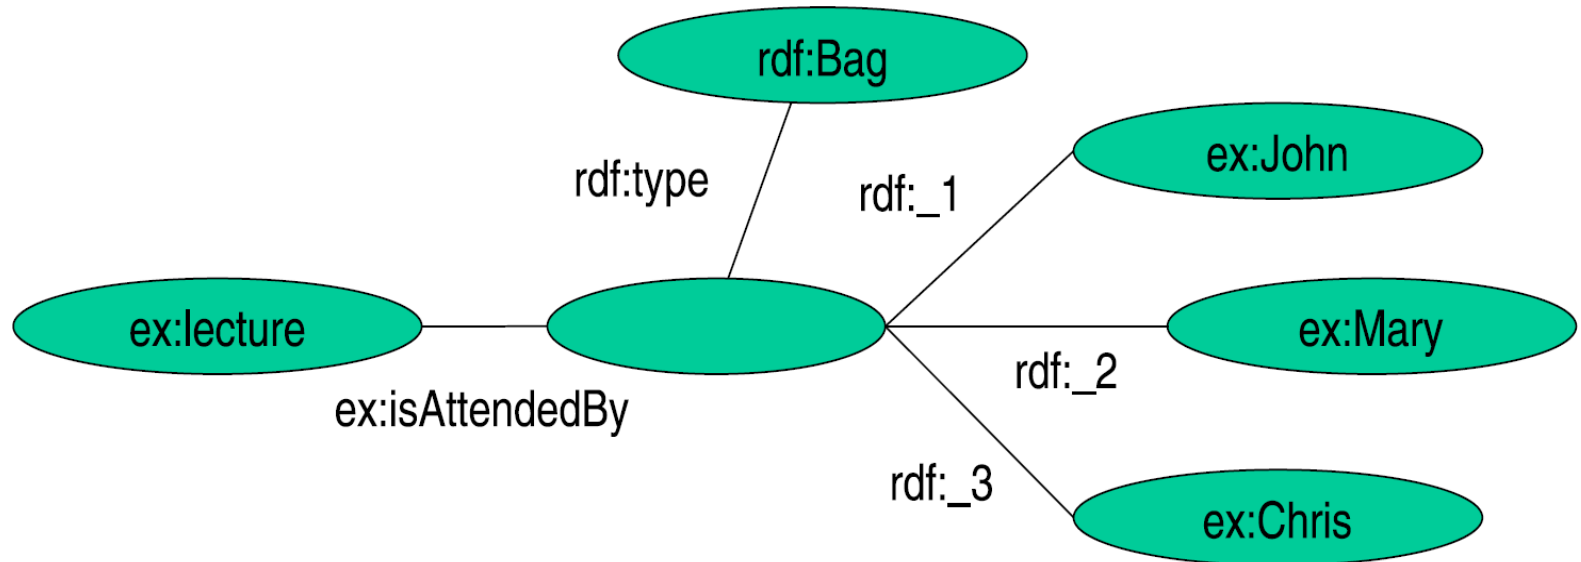 rdf:Bag
ex:John
rdf:type
rdf:_1
ex:lecture
ex:Mary
rdf:_2
ex:isAttendedBy
rdf:_3
ex:Chris